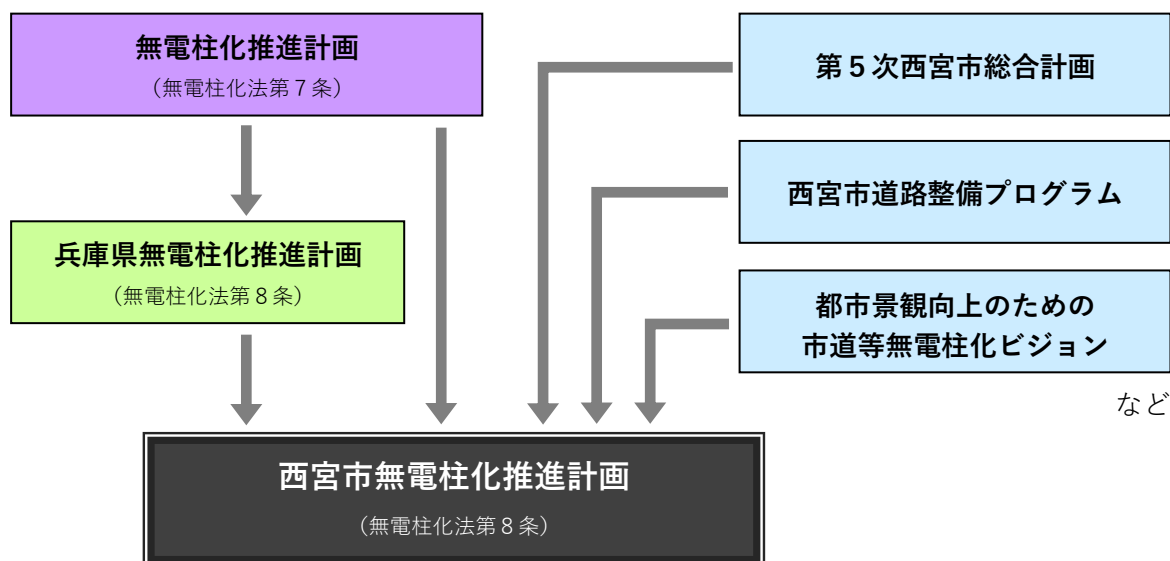 無電柱化推進計画
（無電柱化法第７条）
兵庫県無電柱化推進計画
（無電柱化法第８条）
第５次西宮市総合計画
西宮市道路整備プログラム
都市景観向上のための
市道等無電柱化ビジョン
など
西宮市無電柱化推進計画
（無電柱化法第８条）